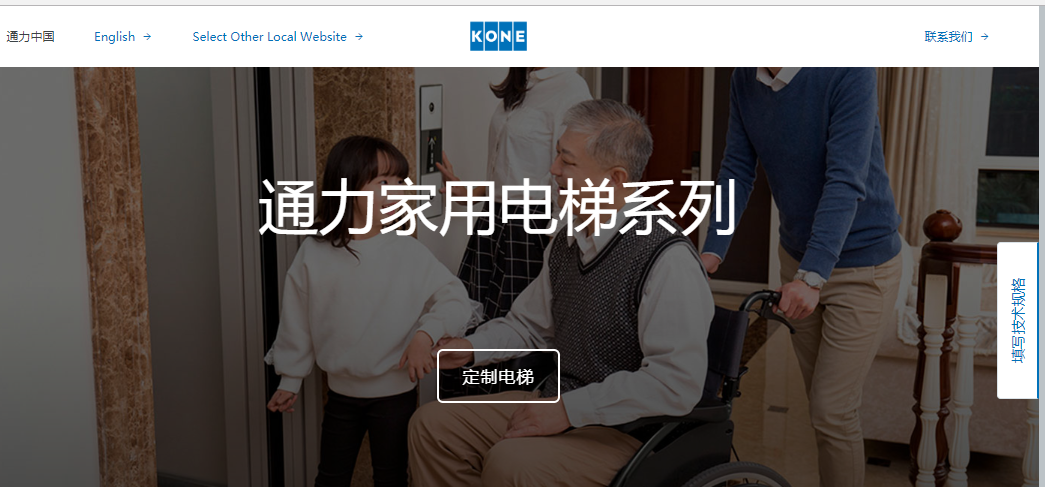 通力中国
English →
Select Other Local Website →
KONE
联系我们 →
通力家用电梯系列
定制电梯
填写技术规格